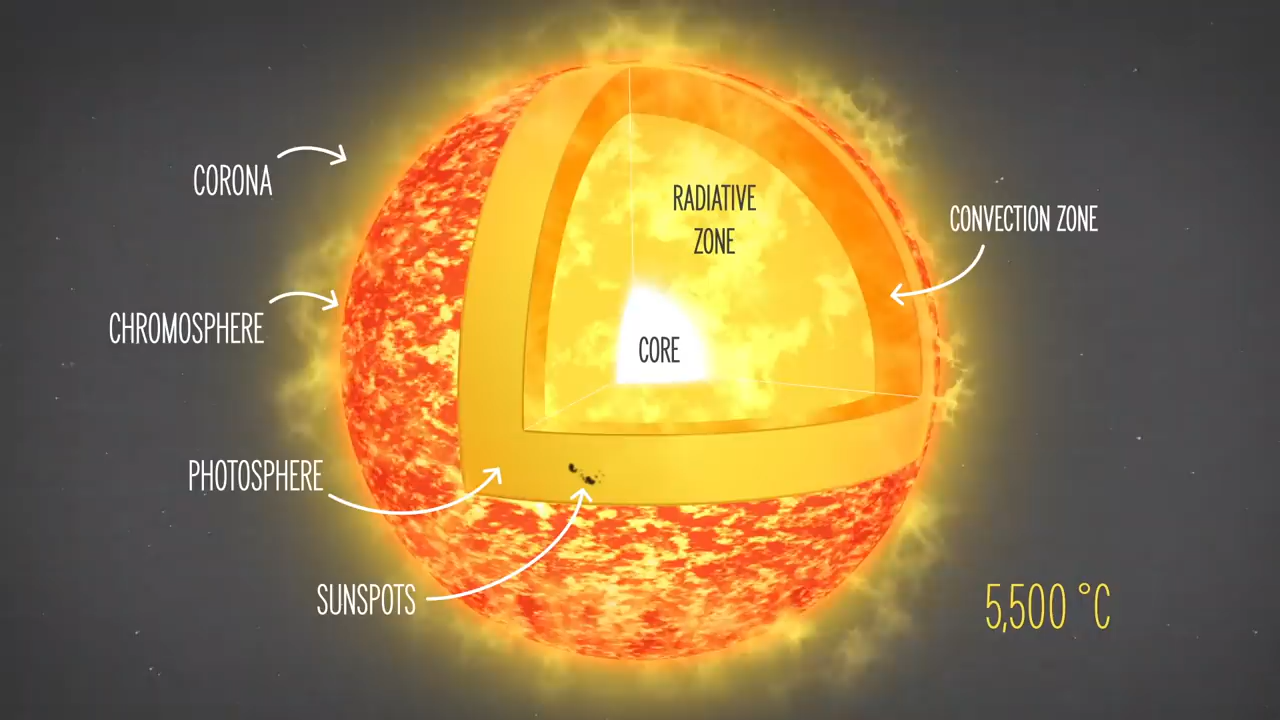 CORONA
RADIATIVE
ZONE
CONVECTION ZONE
CHROMOSPHERE
CORE
PHOTOSPHERE
SUNSPOTS
5,500 °C